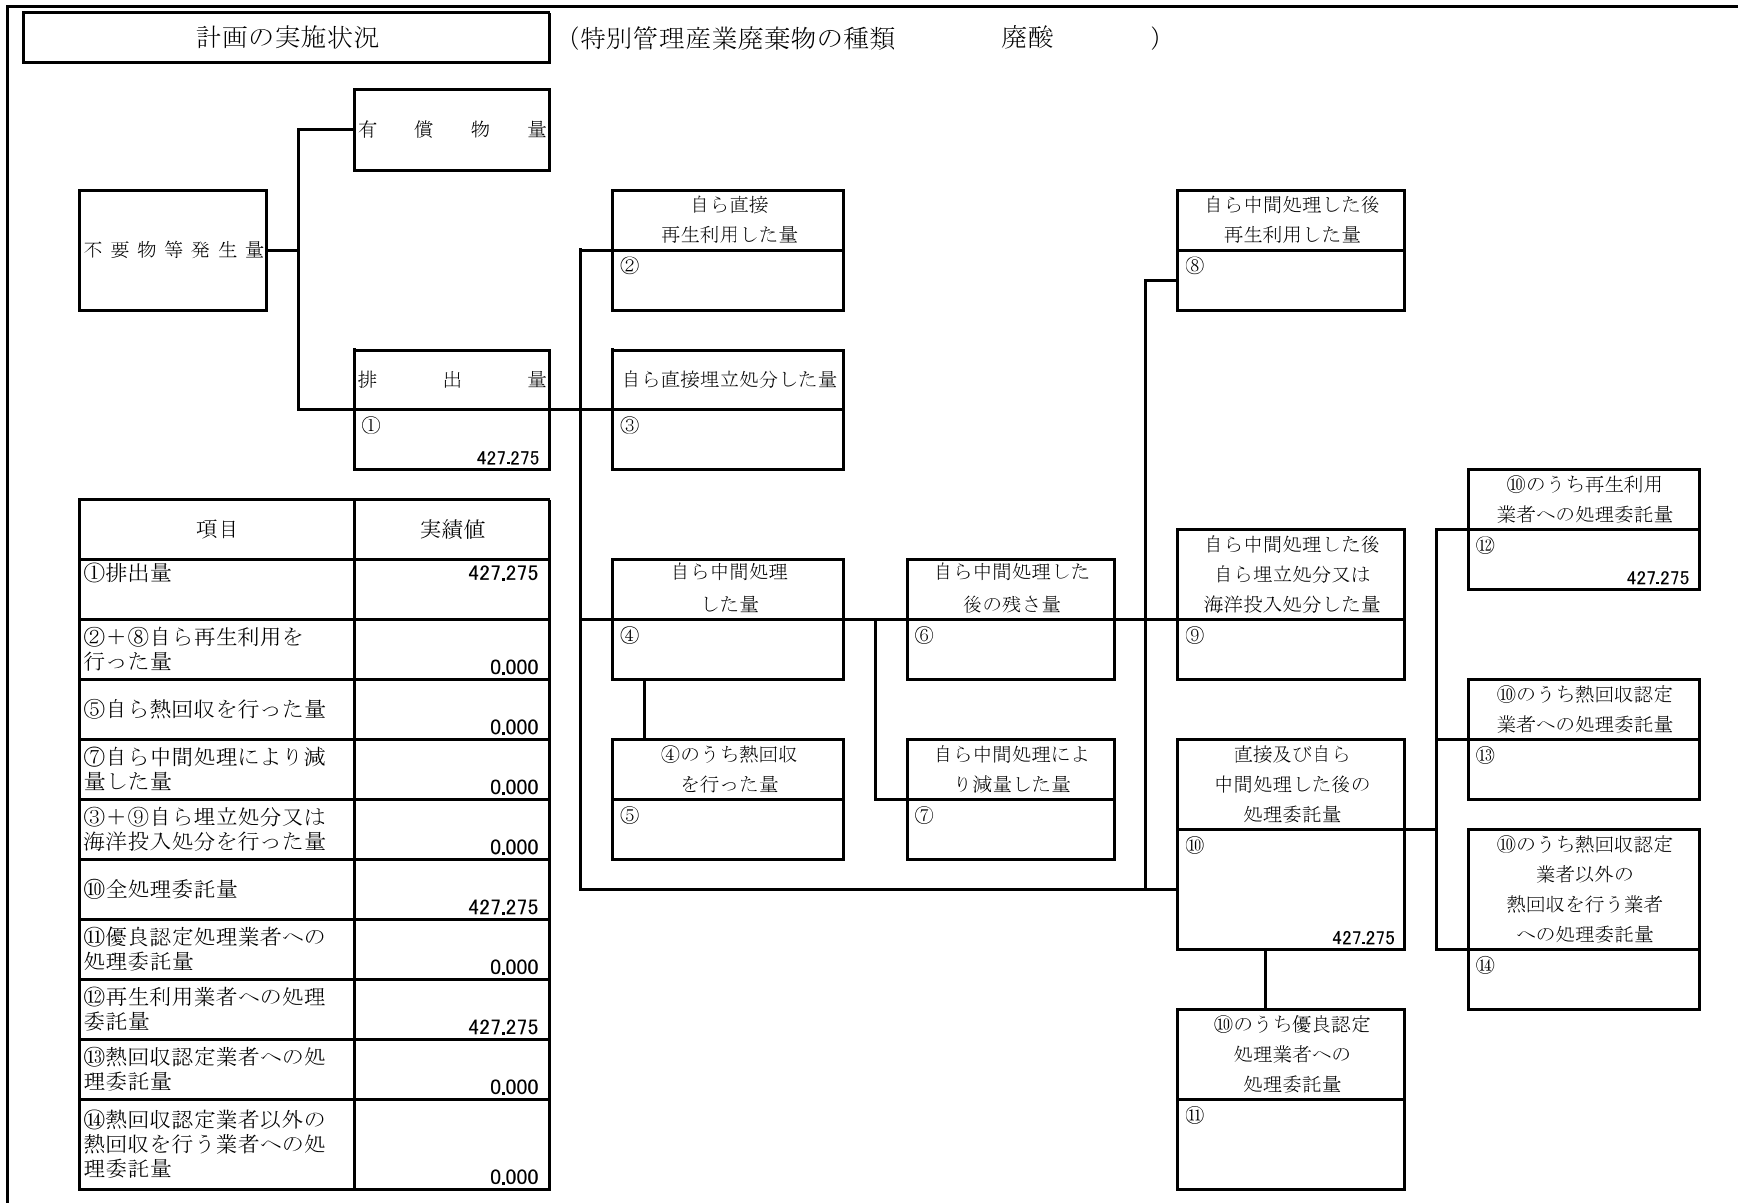 計画の実施状況
（特別管理産業廃棄物の種類　廃酸　）
有償物量
不要物等発生量
排出量
①
427.275
自ら直接
再生利用した量
②
自ら直接埋立処分した量
③
自ら中間処理した後
再生利用した量
⑧
項目　実績値
①排出量　427.275
②＋⑧自ら再生利用を
行った量　0.000
⑤自ら熱回収を行った量　0.000
⑦自ら中間処理により減
量した量　0.000
③＋⑨自ら埋立処分又は
海洋投入処分を行った量　0.000
⑩全処理委託量　427.275
⑪優良認定処理業者への
処理委託量　0.000
⑫再生利用業者への処理
委託量　427.275
⑬熱回収認定業者への処
理委託量　0.000
⑭熱回収認定業者以外の
熱回収を行う業者への処
理委託量　0.000
自ら中間処理
した量
④
④のうち熱回収
を行った量
⑤
自ら中間処理した
後の残さ量
⑥
自ら中間処理によ
り減量した量
⑦
自ら中間処理した後
自ら埋立処分又は
海洋投入処分した量
⑨
直接及び自ら
中間処理した後の
処理委託量
⑩
427.275
⑩のうち優良認定
処理業者への
処理委託量
⑪
⑩のうち再生利用
業者への処理委託量
⑫
427.275
⑩のうち熱回収認定
業者への処理委託量
⑬
⑩のうち熱回収認定
業者以外の
熱回収を行う業者
への処理委託量
⑭